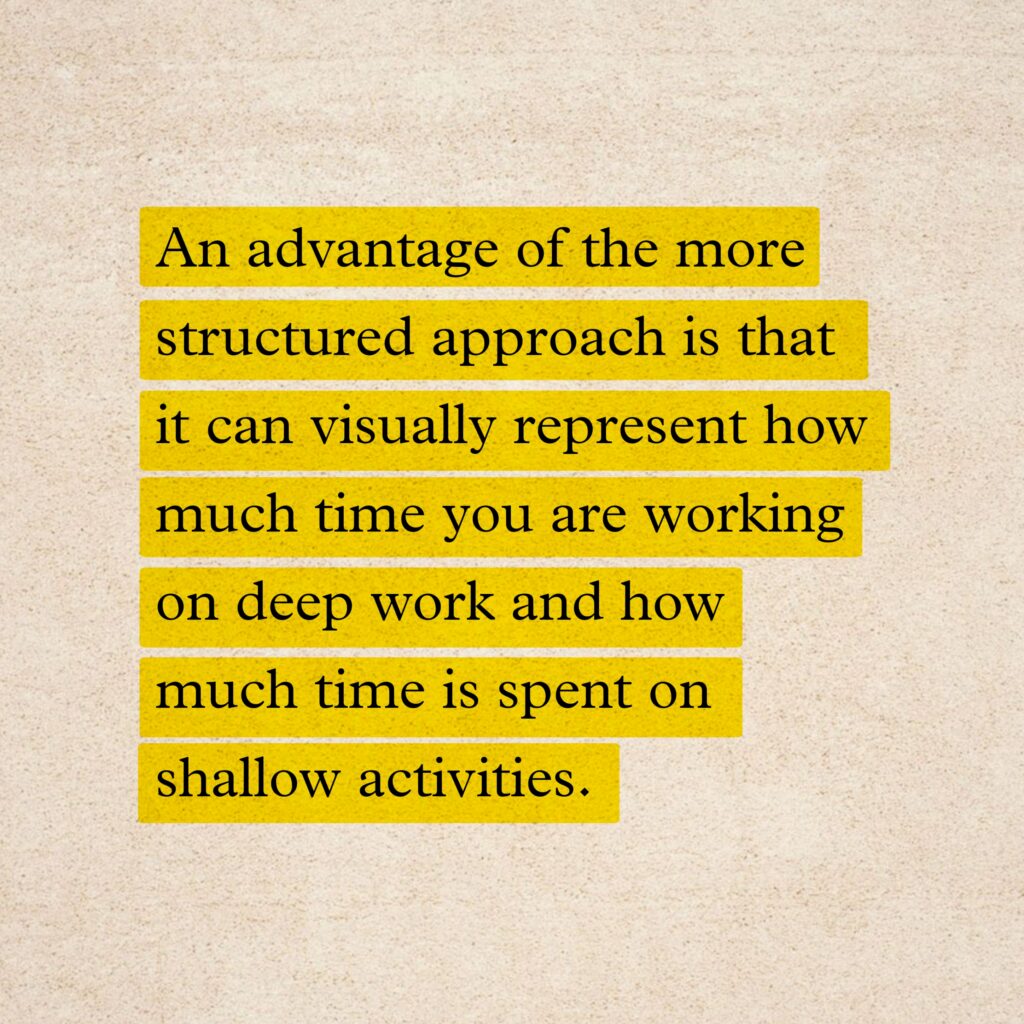 An advantage of the more
structured approach is that
it can visually represent how
much time you are working
on deep work and how
much time is spent on
shallow activities.